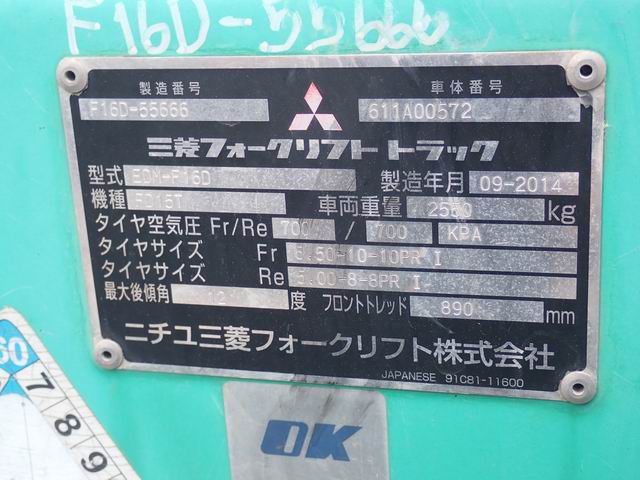 F16D-55666
製造番号 車体番号
F16D-55666 611A00572
三菱フォークリフトトラック
型式 EDM-F16D 製造年月 09-2014
機種 FD15T 車両重量 2550 kg
タイヤ空気圧 Fr/Re 700 / 700 KPA
タイヤサイズ Fr 6.50-10-10PR I
タイヤサイズ Re 5.00-8-8PR I
最大後傾角 12 度 フロントトレッド 890 mm
ニチユ三菱フォークリフト株式会社
JAPANESE 91C81-11600
OK
60
7
8
9